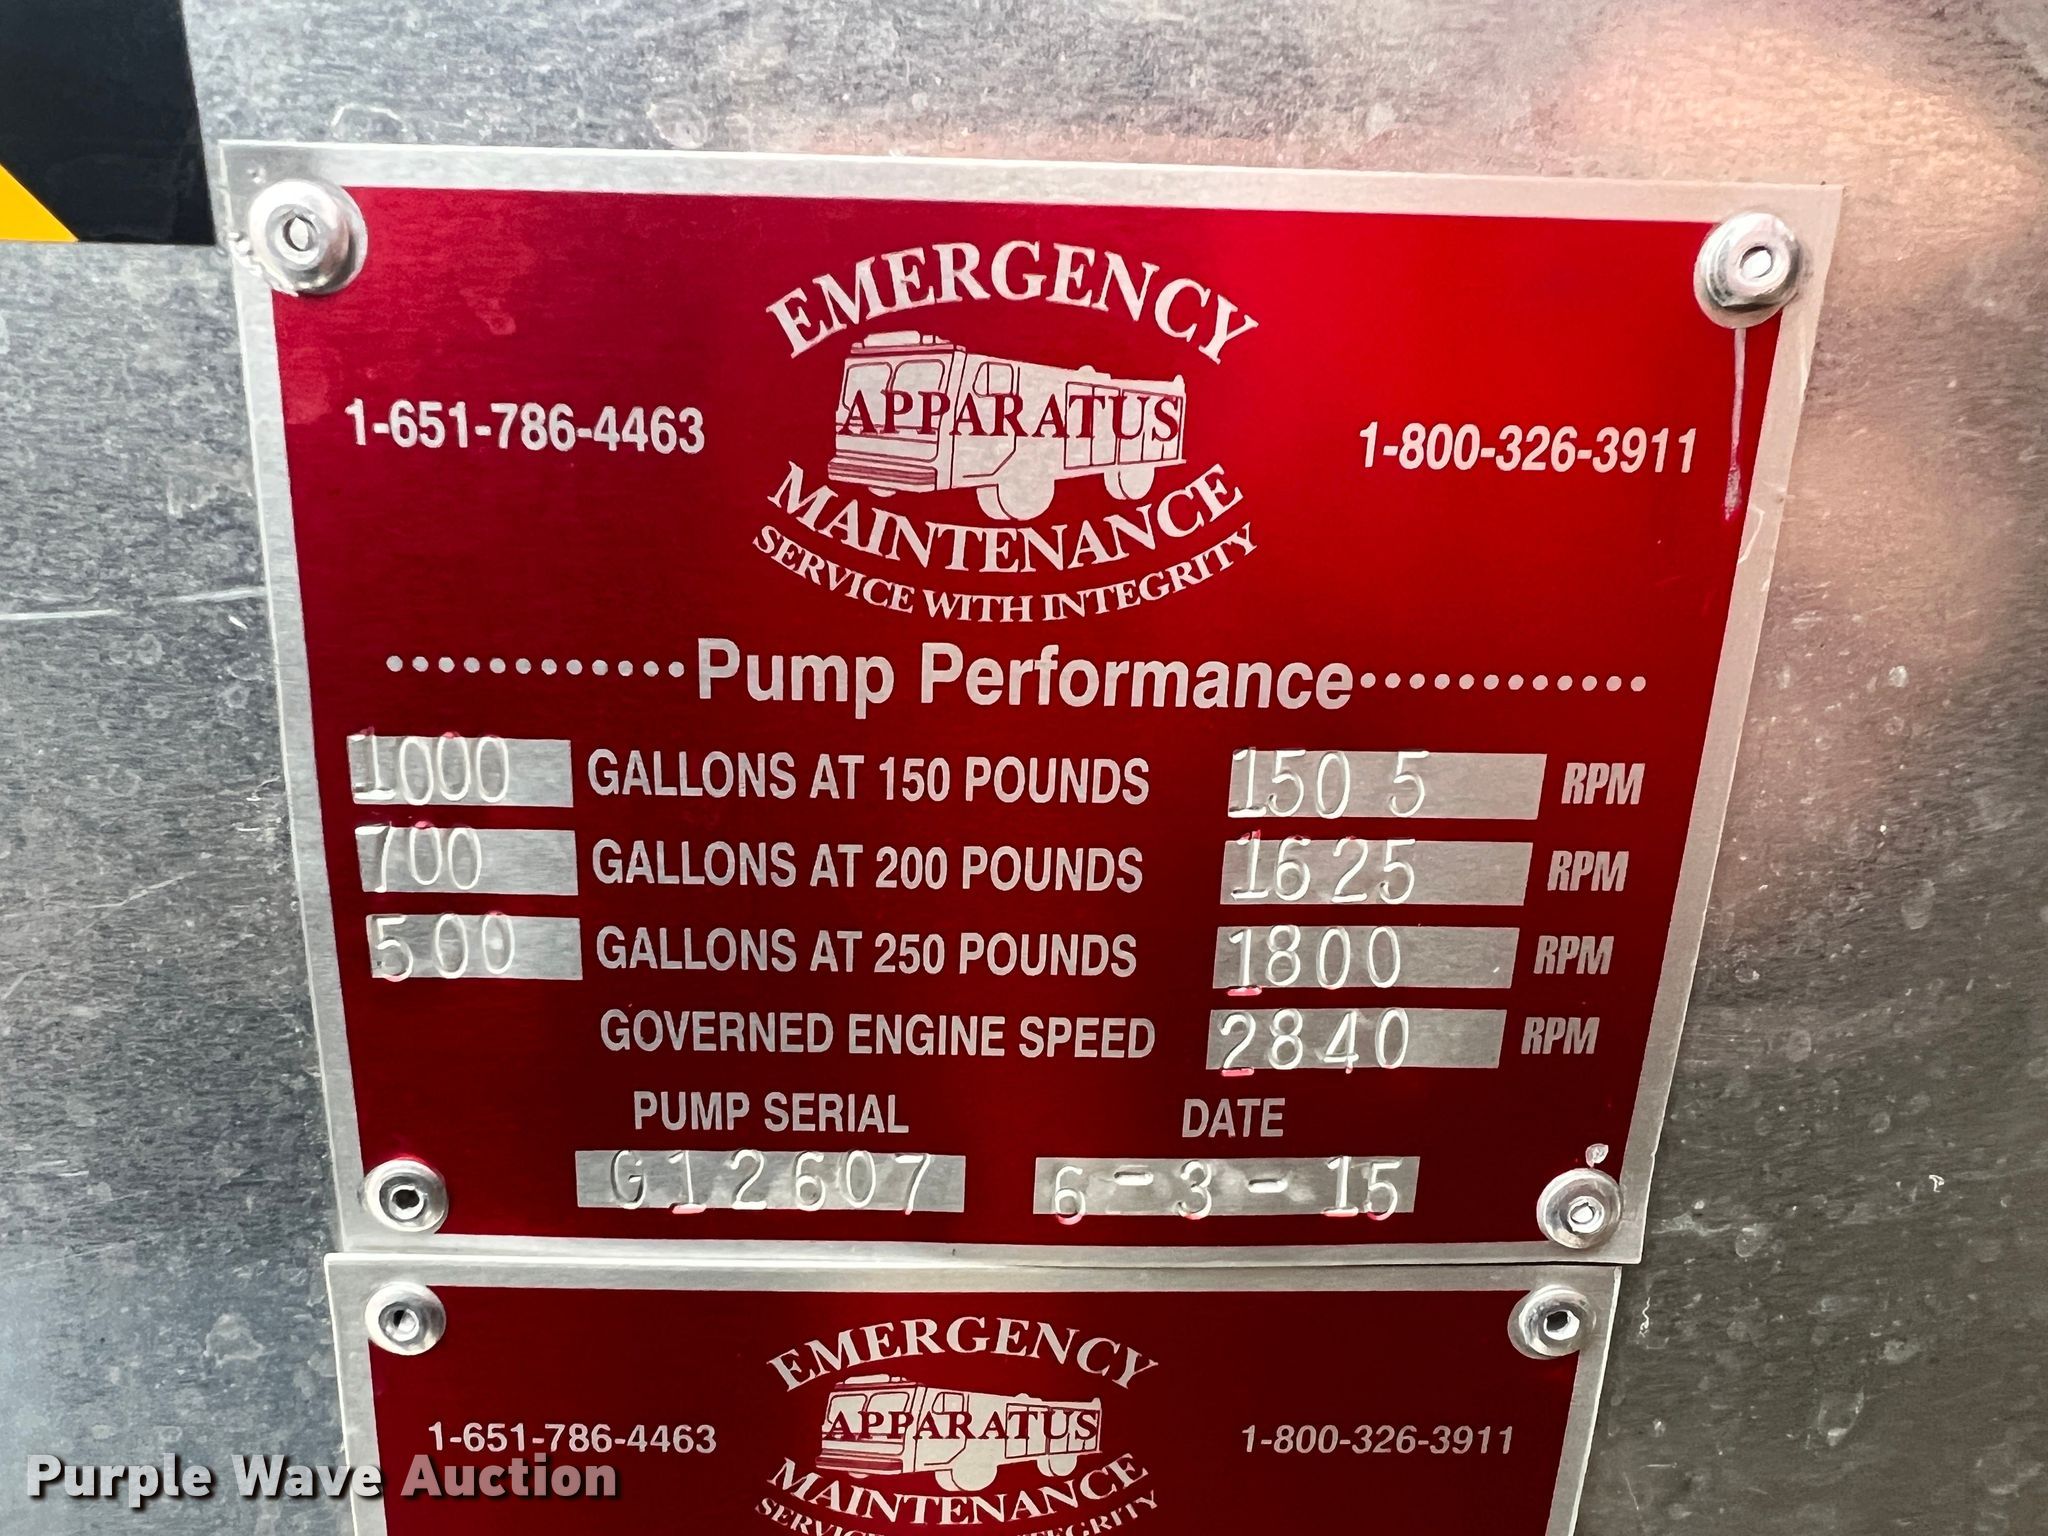 EMERGENCY
APPARATUS
MAINTENANCE
SERVICE WITH INTEGRITY
1-651-786-4463
1-800-326-3911
Pump Performance
1000 GALLONS AT 150 POUNDS 150 5 RPM
700 GALLONS AT 200 POUNDS 1625 RPM
500 GALLONS AT 250 POUNDS 1800 RPM
GOVERNED ENGINE SPEED 2840 RPM
PUMP SERIAL DATE
G12607 6-3-15
EMERGENCY
APPARATUS
MAINTENANCE
1-651-786-4463
1-800-326-3911
Purple Wave Auction